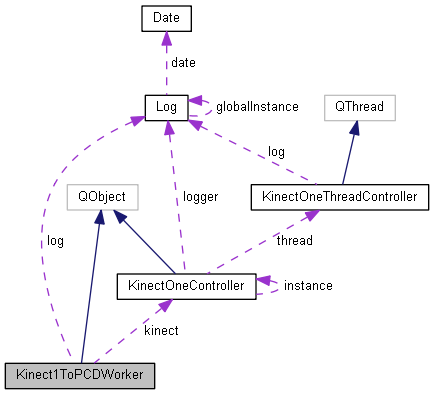 Date
date
Log
globalInstance
QThread
log
QObject
logger
KinectOneThreadController
log
thread
KinectOneController
instance
kinect
Kinect1ToPCDWorker